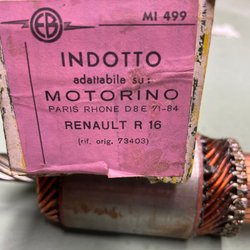 EB MI 499
INDOTTO
adattabile su:
MOTORINO
PARIS RHONE D8E 71-84
RENAULT R 16
(rif. orig. 73403)